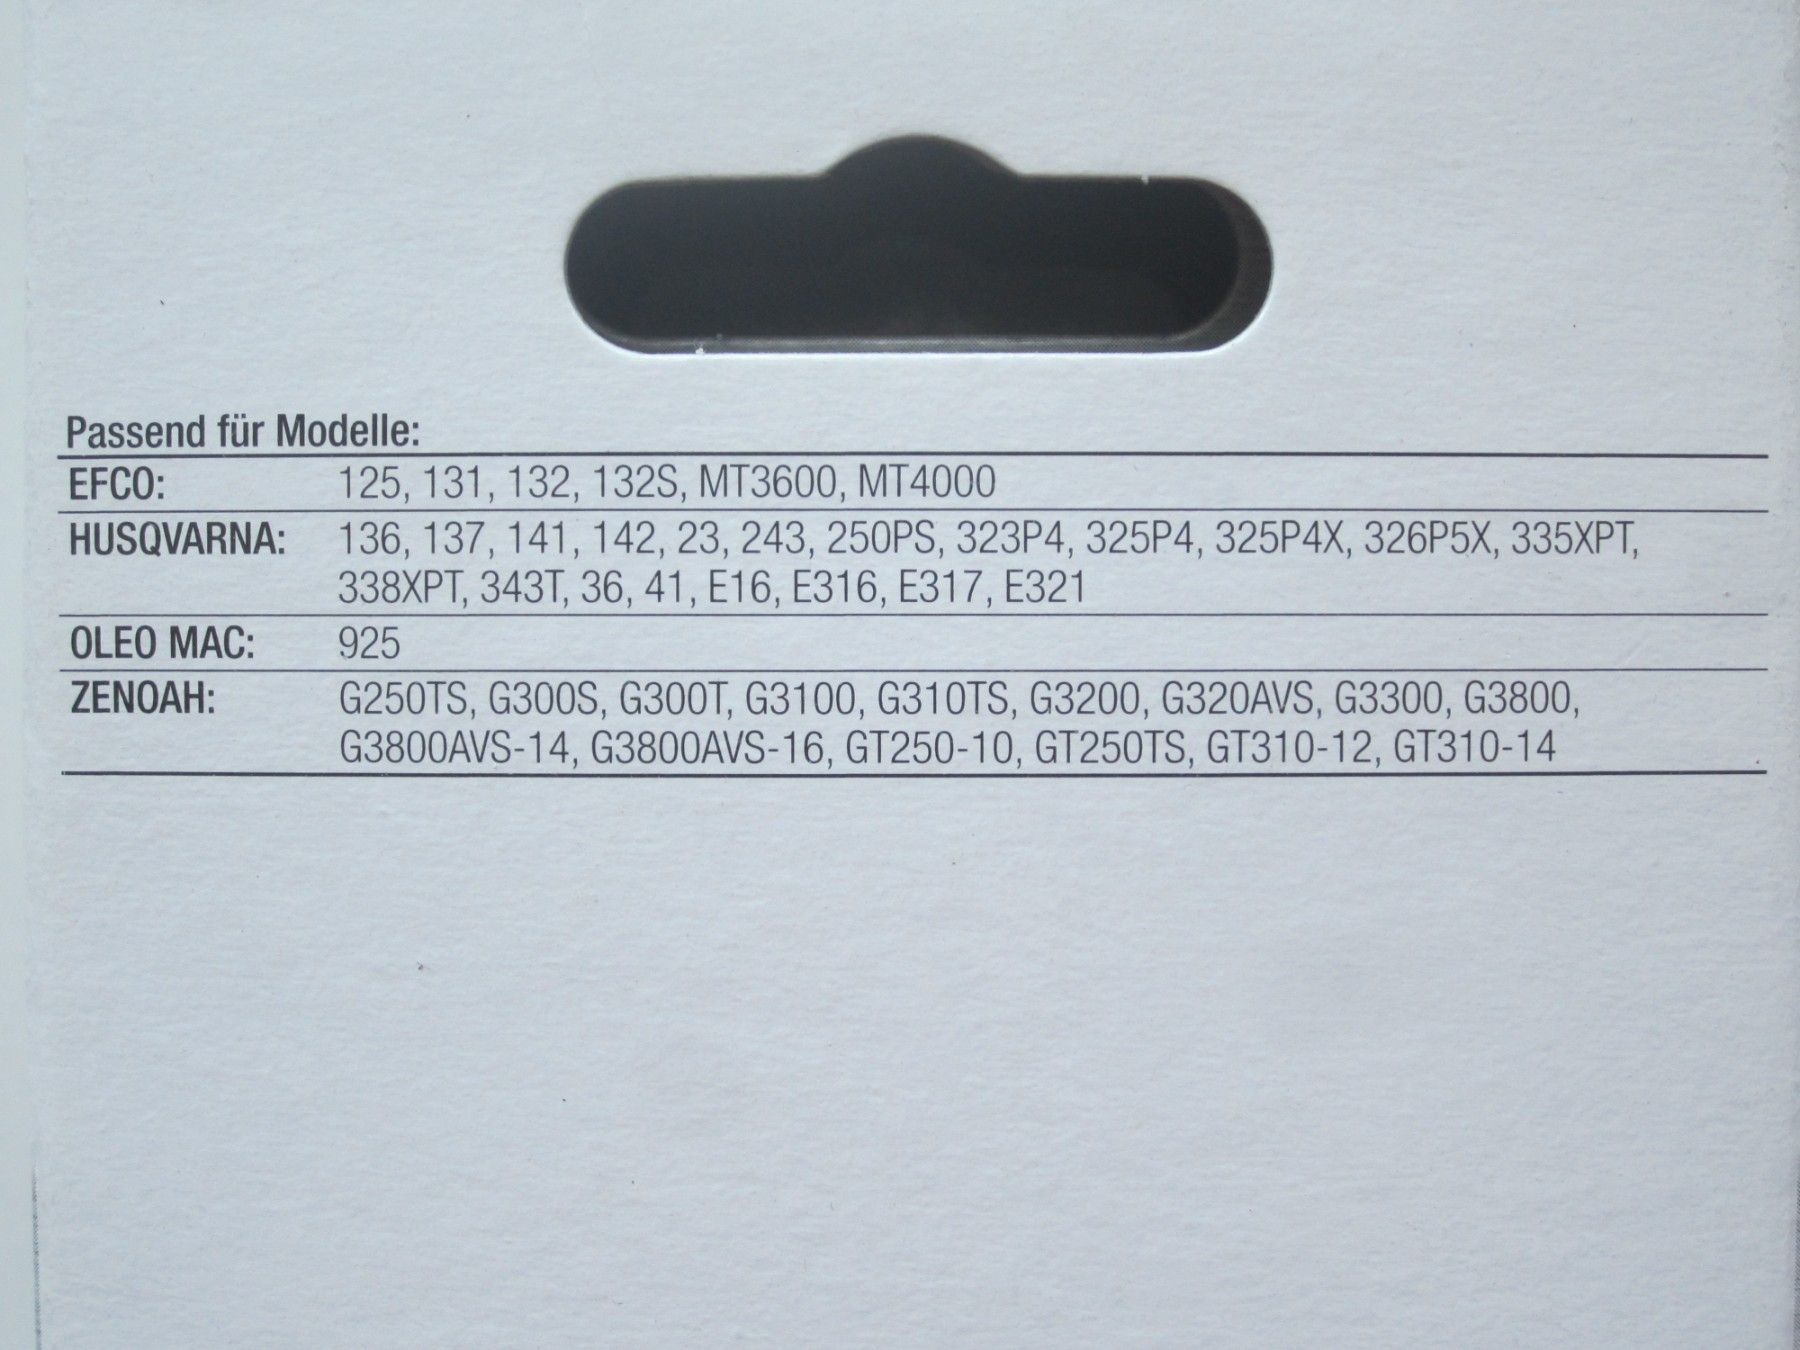 Passend für Modelle:
EFCO: 125, 131, 132, 132S, MT3600, MT4000
HUSQVARNA: 136, 137, 141, 142, 23, 243, 250PS, 323P4, 325P4, 325P4X, 326P5X, 335XPT,
338XPT, 343T, 36, 41, E16, E316, E317, E321
OLEO MAC: 925
ZENOAH: G250TS, G300S, G300T, G3100, G310TS, G3200, G320AVS, G3300, G3800,
G3800AVS-14, G3800AVS-16, GT250-10, GT250TS, GT310-12, GT310-14